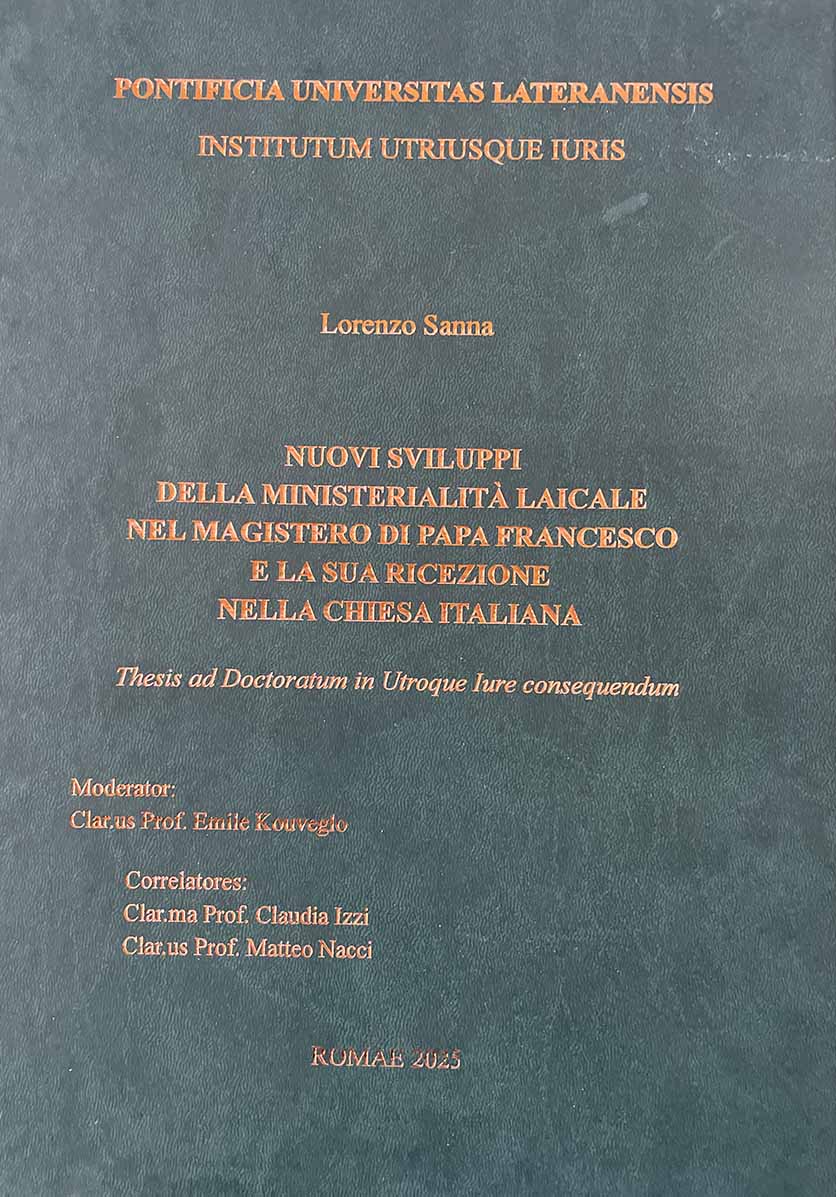 PONTIFICIA UNIVERSITAS LATERANENSIS
INSTITUTUM UTRIUSQUE IURIS
Lorenzo Sanna
NUOVI SVILUPPI
DELLA MINISTERIALITÀ LAICALE
NEL MAGISTERO DI PAPA FRANCESCO
E LA SUA RICEZIONE
NELLA CHIESA ITALIANA
Thesis ad Doctoratum in Utroque Iure consequendum
Moderator:
Clar.us Prof. Emile Kouveglo
Correlatores:
Clar.ma Prof. Claudia Izzi
Clar.us Prof. Matteo Nacci
ROMAE 2025